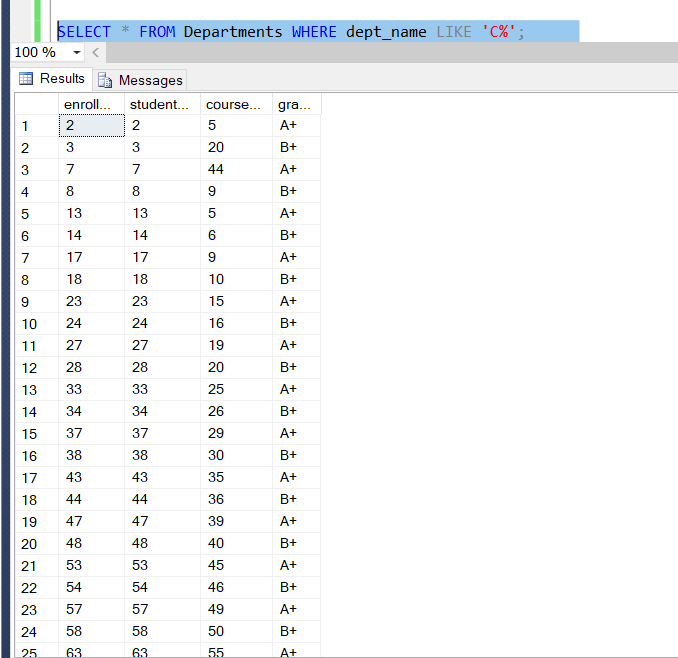 SELECT * FROM Departments WHERE dept_name LIKE 'C%';
100 %
Results Messages
enroll... student... course... gra...
1 2 2 5 A+
2 3 3 20 B+
3 7 7 44 A+
4 8 8 9 B+
5 13 13 5 A+
6 14 14 6 B+
7 17 17 9 A+
8 18 18 10 B+
9 23 23 15 A+
10 24 24 16 B+
11 27 27 19 A+
12 28 28 20 B+
13 33 33 25 A+
14 34 34 26 B+
15 37 37 29 A+
16 38 38 30 B+
17 43 43 35 A+
18 44 44 36 B+
19 47 47 39 A+
20 48 48 40 B+
21 53 53 45 A+
22 54 54 46 B+
23 57 57 49 A+
24 58 58 50 B+
25 63 63 55 A+